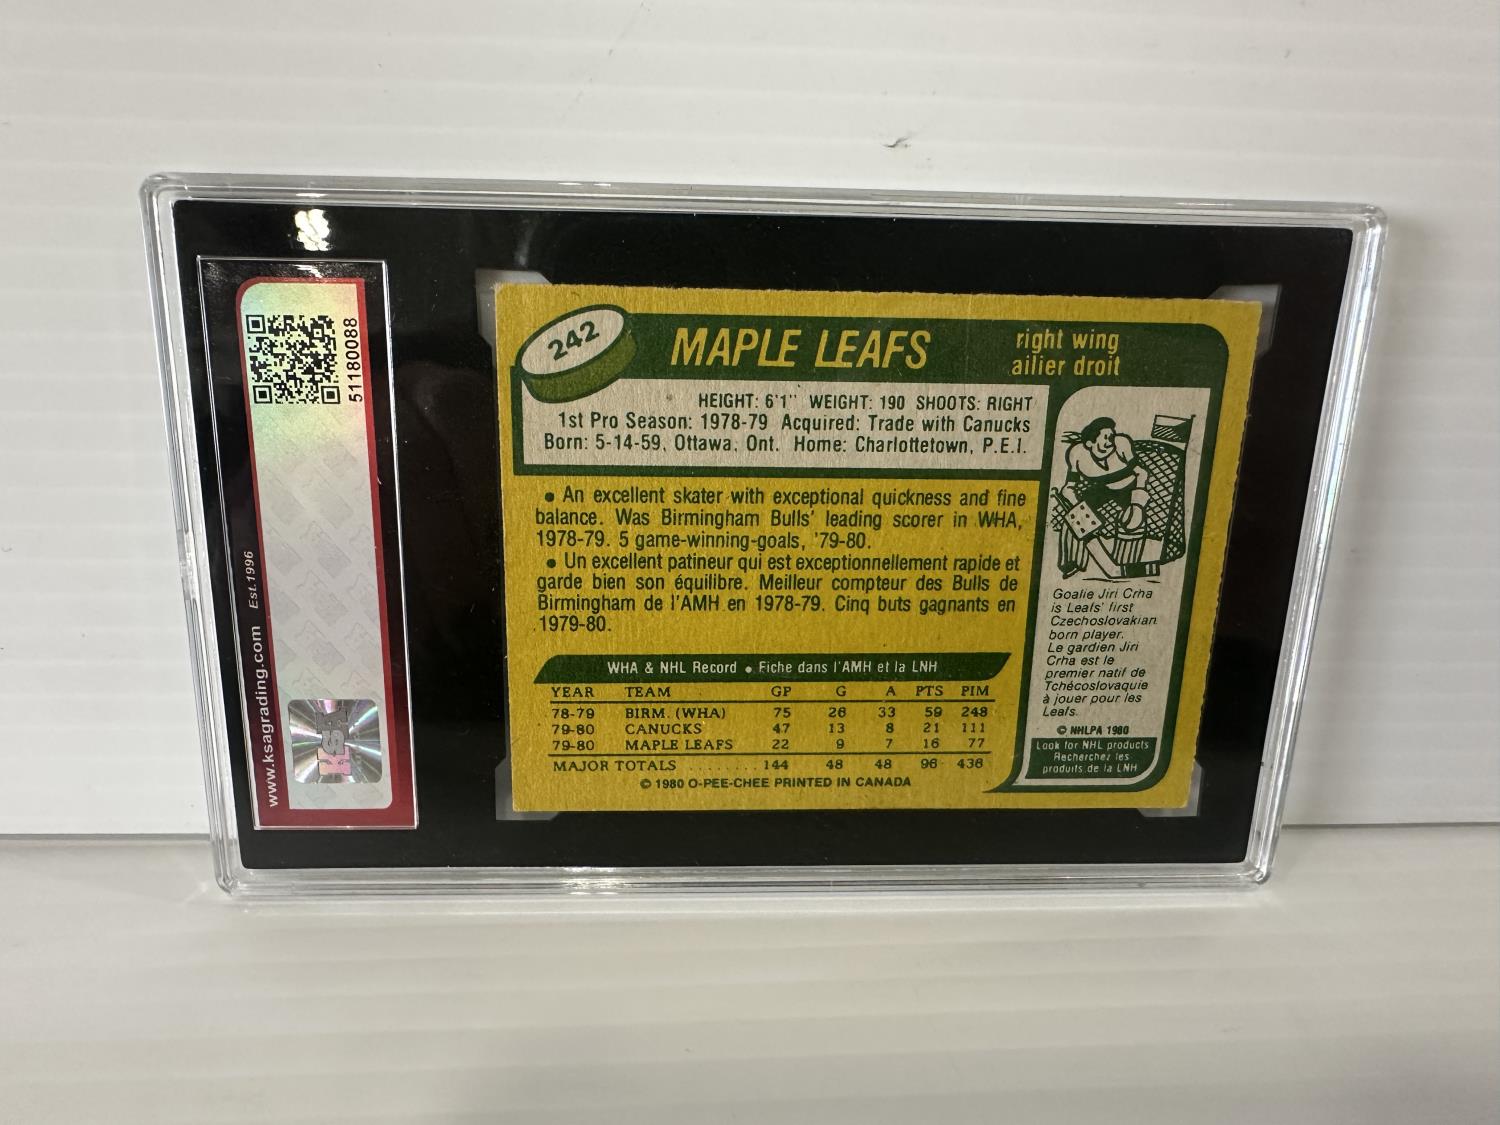 51180088
www.ksagrading.com Est. 1996
KSA
242
MAPLE LEAFS
right wing
ailier droit
HEIGHT: 6'1" WEIGHT: 190 SHOOTS: RIGHT
1st Pro Season: 1978-79 Acquired: Trade with Canucks
Born: 5-14-59, Ottawa, Ont. Home: Charlottetown, P.E.I.
• An excellent skater with exceptional quickness and fine
balance. Was Birmingham Bulls' leading scorer in WHA,
1978-79. 5 game-winning-goals, '79-80.
• Un excellent patineur qui est exceptionnellement rapide et
garde bien son équilibre. Meilleur compteur des Bulls de
Birmingham de l'AMH en 1978-79. Cinq buts gagnants en
1979-80.
WHA & NHL Record • Fiche dans l'AMH et la LNH
YEAR TEAM GP G A PTS PIM
78-79 BIRM. (WHA) 75 26 33 59 248
79-80 CANUCKS 47 13 8 21 111
79-80 MAPLE LEAFS 22 9 7 16 77
MAJOR TOTALS ........ 144 48 48 96 436
© 1980 O-PEE-CHEE PRINTED IN CANADA
Goalie Jiri Crha
is Leafs' first
Czechoslovakian
born player.
Le gardien Jiri
Crha est le
premier natif de
Tchécoslovaquie
à jouer pour les
Leafs.
© NHLPA 1980
Look for NHL products
Recherchez les
produits de la LNH